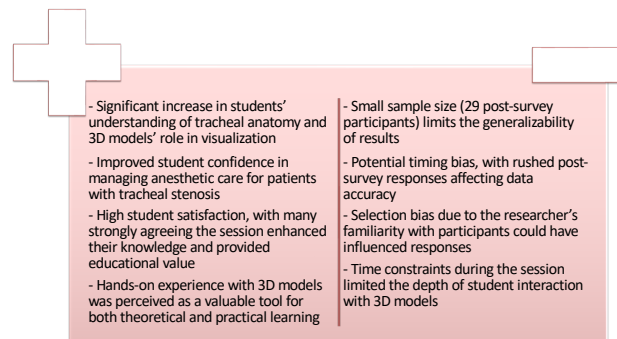 - Significant increase in students'
understanding of tracheal anatomy and
3D models' role in visualization
- Improved student confidence in
managing anesthetic care for patients
with tracheal stenosis
- High student satisfaction, with many
strongly agreeing the session enhanced
their knowledge and provided
educational value
- Hands-on experience with 3D models
was perceived as a valuable tool for
both theoretical and practical learning
- Small sample size (29 post-survey
participants) limits the generalizability
of results
- Potential timing bias, with rushed post-
survey responses affecting data
accuracy
- Selection bias due to the researcher's
familiarity with participants could have
influenced responses
- Time constraints during the session
limited the depth of student interaction
with 3D models